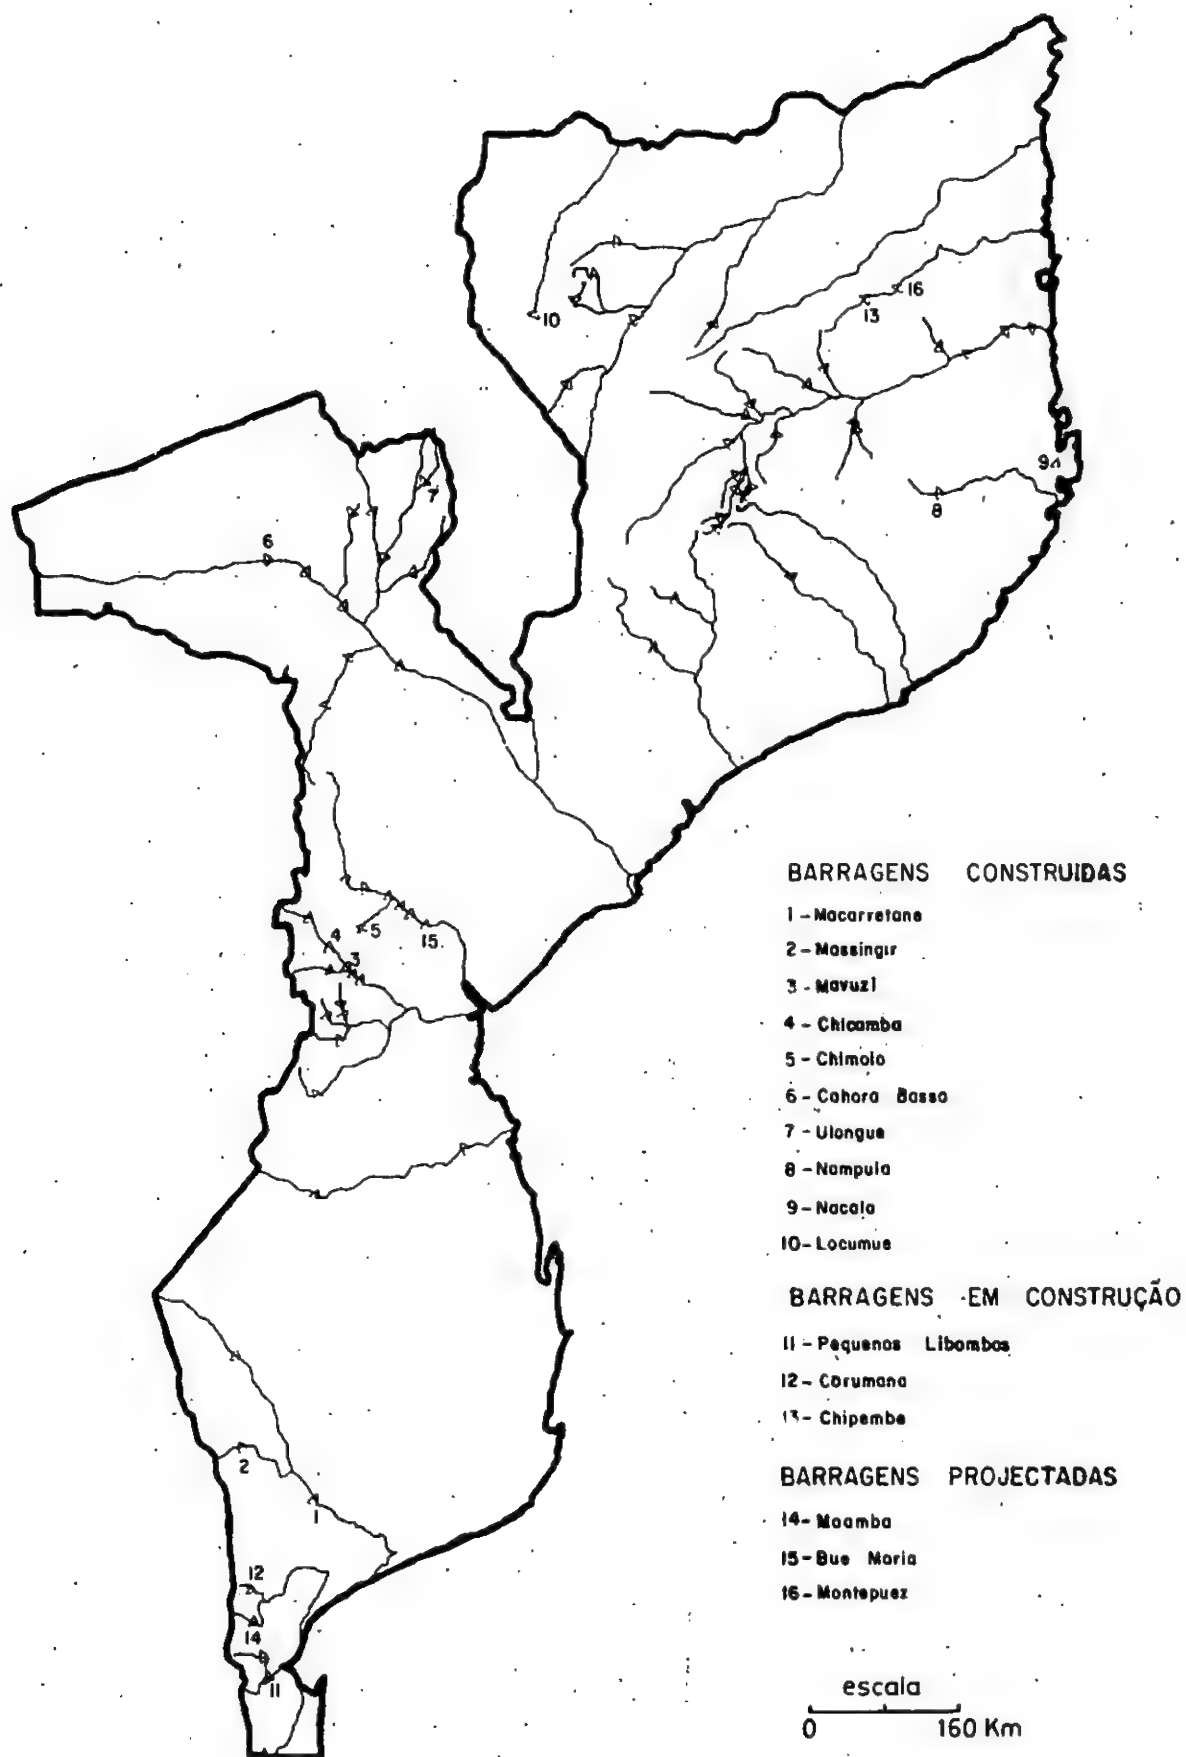 10
16
13
9
8
7
6
5
4
15
3
2
1
12
14
11
BARRAGENS CONSTRUIDAS
1 - Macarretane
2 - Massingir
3 - Mavuzi
4 - Chicamba
5 - Chimoio
6 - Cahora Bassa
7 - Ulongue
8 - Nampula
9 - Nacala
10 - Locumue
BARRAGENS EM CONSTRUÇÃO
11 - Pequenos Libombos
12 - Corumana
13 - Chipembe
BARRAGENS PROJECTADAS
14 - Moamba
15 - Bue Maria
16 - Montepuez
escala
0 160 Km